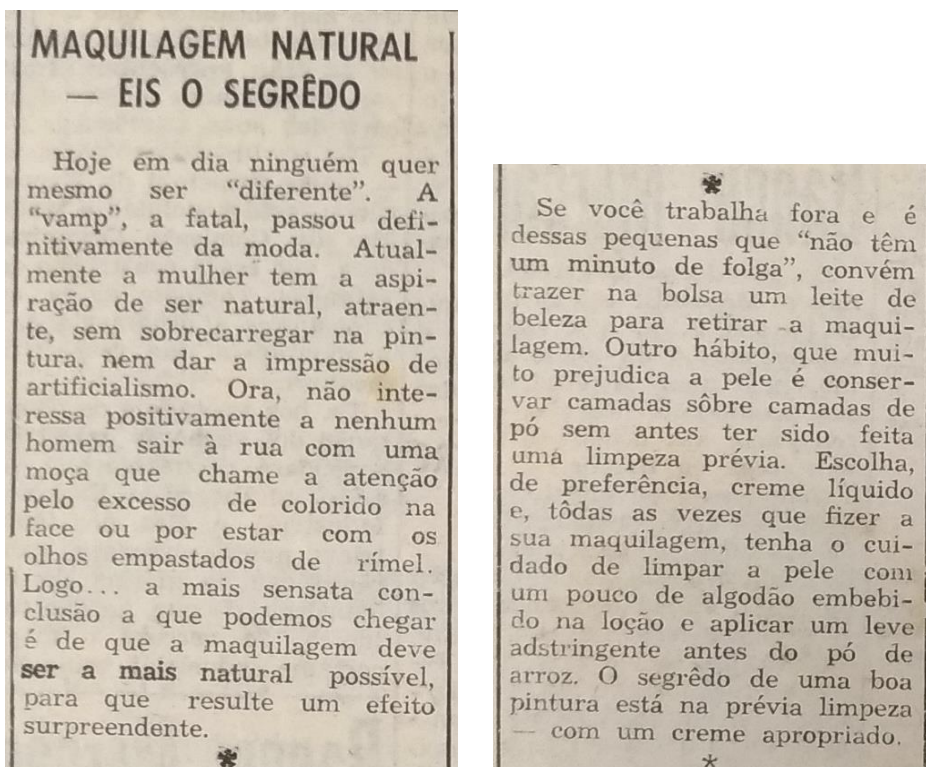 MAQUILAGEM NATURAL
— EIS O SEGRÊDO
Hoje em dia ninguém quer
mesmo ser “diferente”. A
“vamp”, a fatal, passou defi-
nitivamente da moda. Atual-
mente a mulher tem a aspi-
ração de ser natural, atraen-
te, sem sobrecarregar na pin-
tura. nem dar a impressão de
artificialismo. Ora, não inte-
ressa positivamente a nenhum
homem sair à rua com uma
moça que chame a atenção
pelo excesso de colorido na
face ou por estar com os
olhos empastados de rímel.
Logo... a mais sensata con-
clusão a que podemos chegar
é de que a maquilagem deve
ser a mais natural possível,
para que resulte um efeito
surpreendente.
*
*
Se você trabalha fora e é
dessas pequenas que “não têm
um minuto de folga”, convém
trazer na bolsa um leite de
beleza para retirar a maqui-
lagem. Outro hábito, que mui-
to prejudica a pele é conser-
var camadas sôbre camadas de
pó sem antes ter sido feita
uma limpeza prévia. Escolha,
de preferência, creme líquido
e, tôdas as vezes que fizer a
sua maquilagem, tenha o cui-
dado de limpar a pele com
um pouco de algodão embebi-
do na loção e aplicar um leve
adstringente antes do pó de
arroz. O segrêdo de uma boa
pintura está na prévia limpeza
— com um creme apropriado.
*